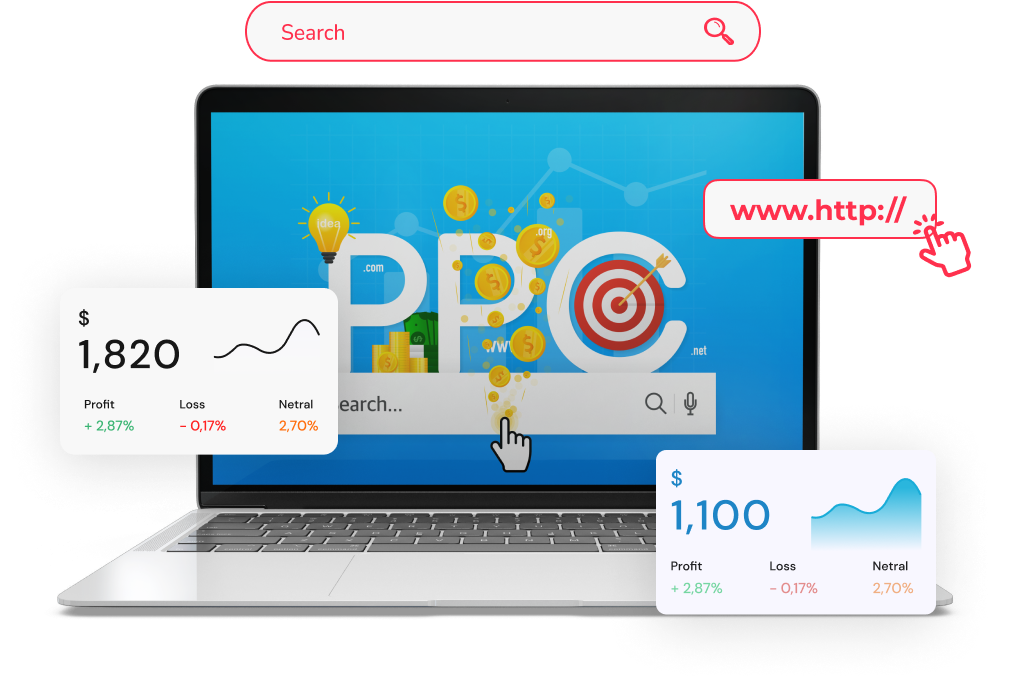 Search
www.http://
idea
.org
.com
PPC
www
.net
earch...
$
1,820
Profit Loss Netral
+ 2,87% - 0,17% 2,70%
$
1,100
Profit Loss Netral
+ 2,87% - 0,17% 2,70%